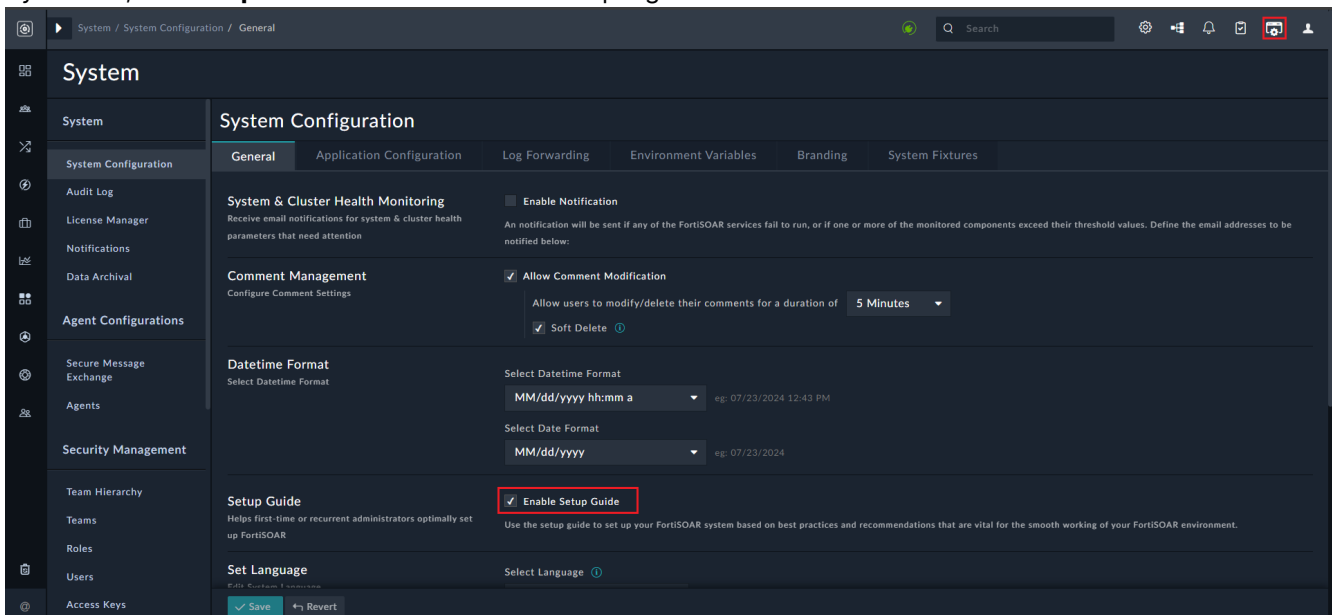 System / System Configuration / General
Search
System
System
System Configuration
Audit Log
License Manager
Notifications
Data Archival
Agent Configurations
Secure Message
Exchange
Agents
Security Management
Team Hierarchy
Teams
Roles
Users
Access Keys
System Configuration
General
Application Configuration
Log Forwarding
Environment Variables
Branding
System Fixtures
System & Cluster Health Monitoring
Receive email notifications for system & cluster health
parameters that need attention
Enable Notification
An notification will be sent if any of the FortiSOAR services fail to run, or if one or more of the monitored components exceed their threshold values. Define the email addresses to be
notified below:
Comment Management
Configure Comment Settings
Allow Comment Modification
Allow users to modify/delete their comments for a duration of 5 Minutes
Soft Delete
Datetime Format
Select Datetime Format
Select Datetime Format
MM/dd/yyyy hh:mm a
eg: 07/23/2024 12:43 PM
Select Date Format
MM/dd/yyyy
eg: 07/23/2024
Setup Guide
Helps first-time or recurrent administrators optimally set
up FortiSOAR
Enable Setup Guide
Use the setup guide to set up your FortiSOAR system based on best practices and recommendations that are vital for the smooth working of your FortiSOAR environment.
Set Language
Select Language
Save
Revert